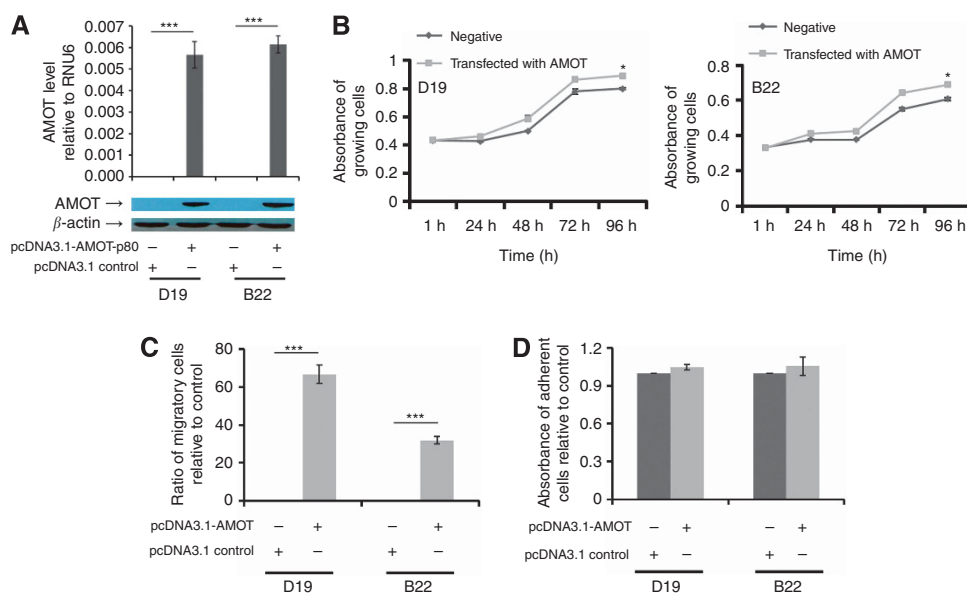 A
AMOT level
relative to RNU6
0.007
0.006
0.005
0.004
0.003
0.002
0.001
0.000
***
***
AMOT →
β-actin →
pcDNA3.1-AMOT-p80 – + – +
pcDNA3.1 control + – + –
D19 B22
B
Negative
Transfected with AMOT
D19
Absorbance of
growing cells
1
0.8
0.6
0.4
0.2
0
*
1 h 24 h 48 h 72 h 96 h
Time (h)
Negative
Transfected with AMOT
B22
Absorbance of
growing cells
0.8
0.6
0.4
0.2
0
*
1 h 24 h 48 h 72 h 96 h
Time (h)
C
Ratio of migratory cells
relative to control
80
60
40
20
0
***
***
pcDNA3.1-AMOT – + – +
pcDNA3.1 control + – + –
D19 B22
D
Absorbance of adherent
cells relative to control
1.2
0.9
0.6
0.3
0
pcDNA3.1-AMOT – + – +
pcDNA3.1 control + – + –
D19 B22